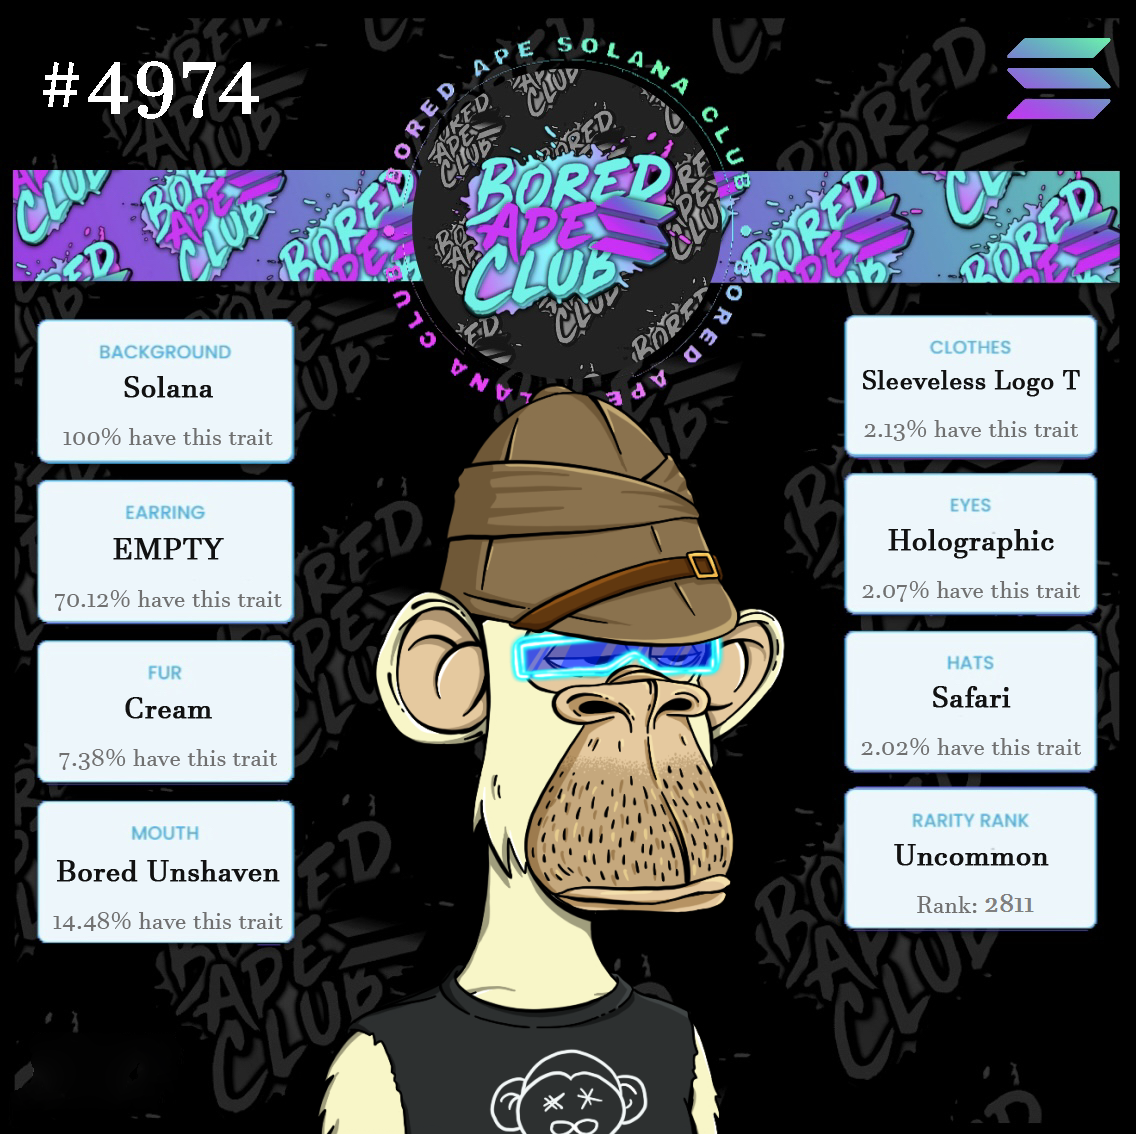 #4974
BORED APE SOLANA CLUB
BORED
APE
CLUB
BACKGROUND
Solana
100% have this trait
EARRING
EMPTY
70.12% have this trait
FUR
Cream
7.38% have this trait
MOUTH
Bored Unshaven
14.48% have this trait
CLOTHES
Sleeveless Logo T
2.13% have this trait
EYES
Holographic
2.07% have this trait
HATS
Safari
2.02% have this trait
RARITY RANK
Uncommon
Rank: 2811